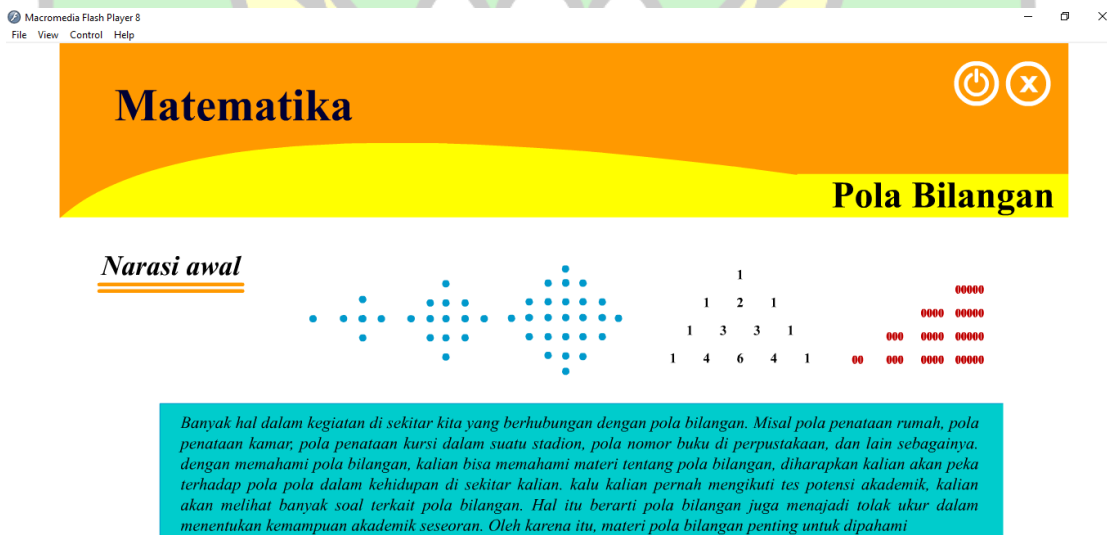 Macromedia Flash Player 8
File View Control Help
Matematika
Pola Bilangan
Narasi awal
1
1 2 1
1 3 3 1
1 4 6 4 1
00000
0000 00000
000 0000 00000
00 000 0000 00000
Banyak hal dalam kegiatan di sekitar kita yang berhubungan dengan pola bilangan. Misal pola penataan rumah, pola
penataan kamar, pola penataan kursi dalam suatu stadion, pola nomor buku di perpustakaan, dan lain sebagainya.
dengan memahami pola bilangan, kalian bisa memahami materi tentang pola bilangan, diharapkan kalian akan peka
terhadap pola pola dalam kehidupan di sekitar kalian. kalu kalian pernah mengikuti tes potensi akademik, kalian
akan melihat banyak soal terkait pola bilangan. Hal itu berarti pola bilangan juga menajadi tolak ukur dalam
menentukan kemampuan akademik seseoran. Oleh karena itu, materi pola bilangan penting untuk dipahami